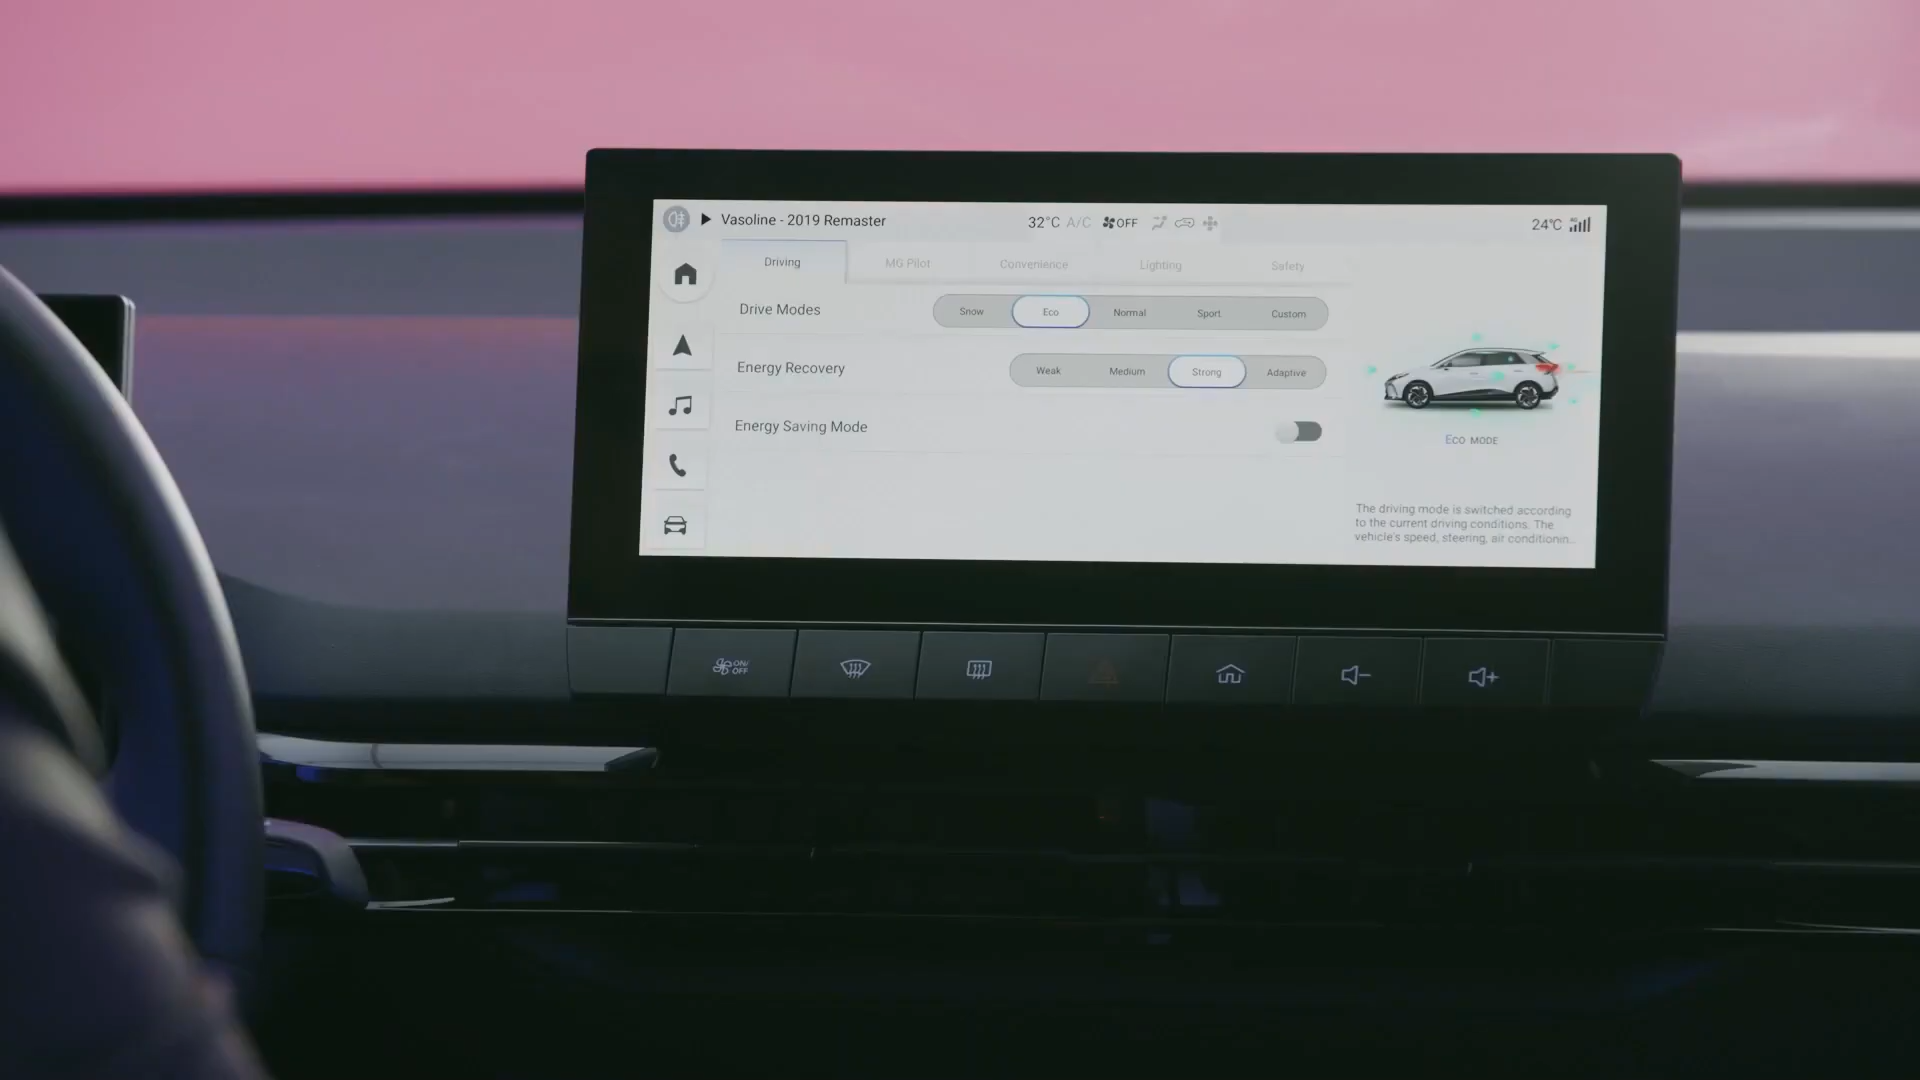 Vasoline - 2019 Remaster
32°C A/C OFF
24°C 4G
Driving MG Pilot Convenience Lighting Safety
Drive Modes
Snow Eco Normal Sport Custom
Energy Recovery
Weak Medium Strong Adaptive
Energy Saving Mode
ECO MODE
The driving mode is switched according
to the current driving conditions. The
vehicle's speed, steering, air conditionin...
ON/
OFF